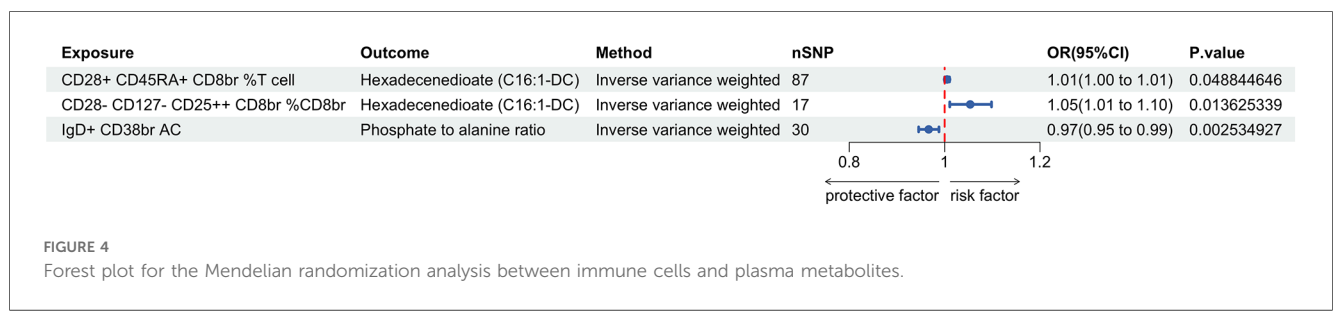 Exposure Outcome Method nSNP OR(95%CI) P.value
CD28+ CD45RA+ CD8br %T cell Hexadecenedioate (C16:1-DC) Inverse variance weighted 87 1.01(1.00 to 1.01) 0.048844646
CD28- CD127- CD25++ CD8br %CD8br Hexadecenedioate (C16:1-DC) Inverse variance weighted 17 1.05(1.01 to 1.10) 0.013625339
IgD+ CD38br AC Phosphate to alanine ratio Inverse variance weighted 30 0.97(0.95 to 0.99) 0.002534927
0.8 1 1.2
protective factor risk factor
FIGURE 4
Forest plot for the Mendelian randomization analysis between immune cells and plasma metabolites.